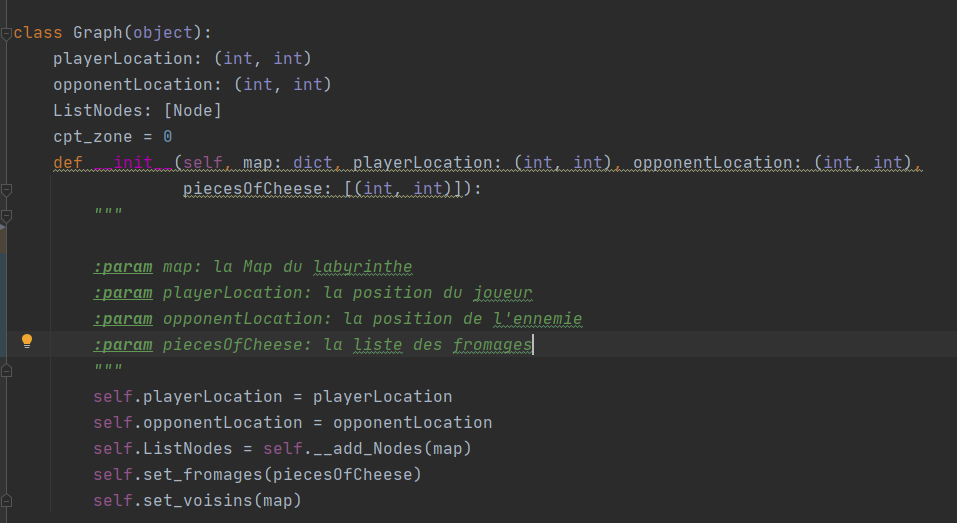 class Graph(object):
    playerLocation: (int, int)
    opponentLocation: (int, int)
    ListNodes: [Node]
    cpt_zone = 0
    def __init__(self, map: dict, playerLocation: (int, int), opponentLocation: (int, int),
                 piecesOfCheese: [(int, int)]):
        """

        :param map: la Map du labyrinthe
        :param playerLocation: la position du joueur
        :param opponentLocation: la position de l'ennemie
        :param piecesOfCheese: la liste des fromages
        """
        self.playerLocation = playerLocation
        self.opponentLocation = opponentLocation
        self.ListNodes = self.__add_Nodes(map)
        self.set_fromages(piecesOfCheese)
        self.set_voisins(map)